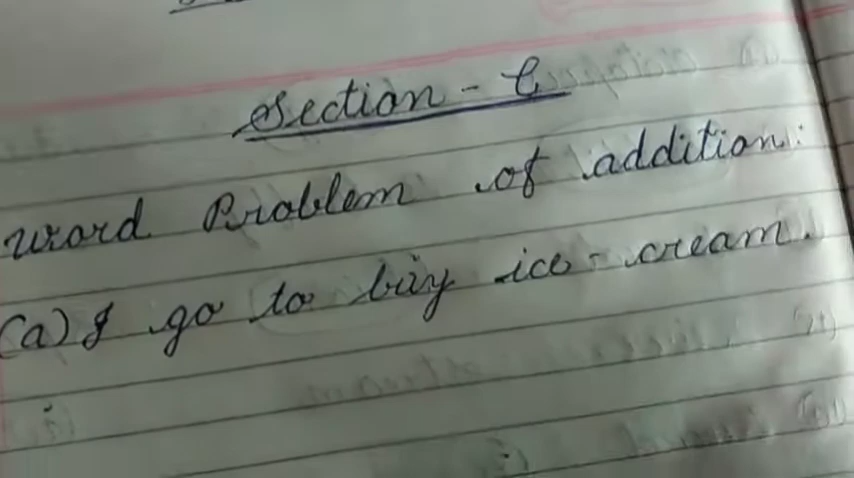 Section - C
word Problem of addition:
(a) I go to buy ice-cream.